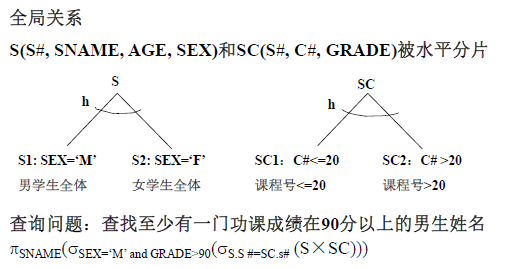 全局关系
S(S#, SNAME, AGE, SEX)和SC(S#, C#, GRADE)被水平分片
S SC
h h
S1: SEX=‘M’ S2: SEX=‘F’ SC1：C#<=20 SC2：C# >20
男学生全体 女学生全体 课程号<=20 课程号>20
查询问题：查找至少有一门功课成绩在90分以上的男生姓名
πSNAME(σSEX=‘M’ and GRADE>90(σS.S #=SC.s# (S×SC)))